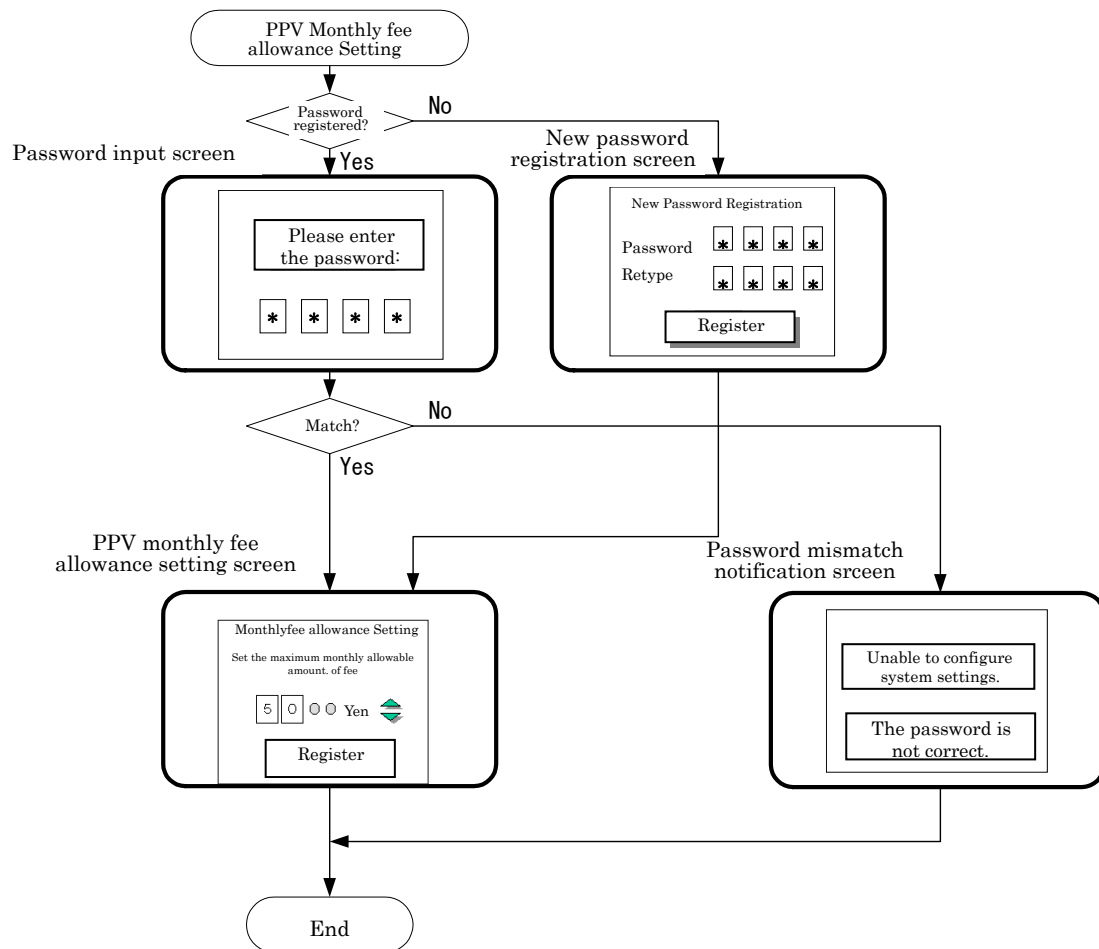 PPV Monthly fee
allowance Setting
Password
registered?
No
Yes
Password input screen
New password
registration screen
Please enter
the password:
* * * *
New Password Registration
Password * * * *
Retype * * * *
Register
Match?
No
Yes
PPV monthly fee
allowance setting screen
Password mismatch
notification srceen
Monthlyfee allowance Setting
Set the maximum monthly allowable
amount. of fee
5 0 0 0 Yen
Register
Unable to configure
system settings.
The password is
not correct.
End